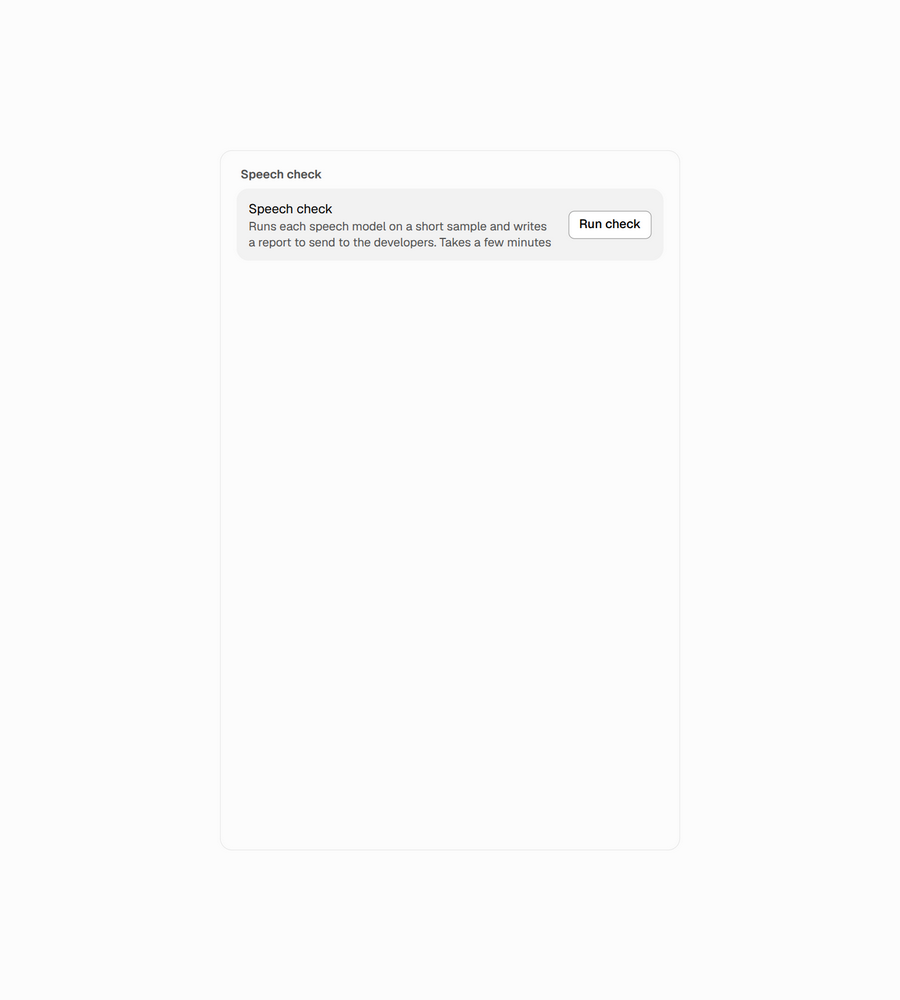 Speech check
Speech check
Runs each speech model on a short sample and writes
a report to send to the developers. Takes a few minutes
Run check